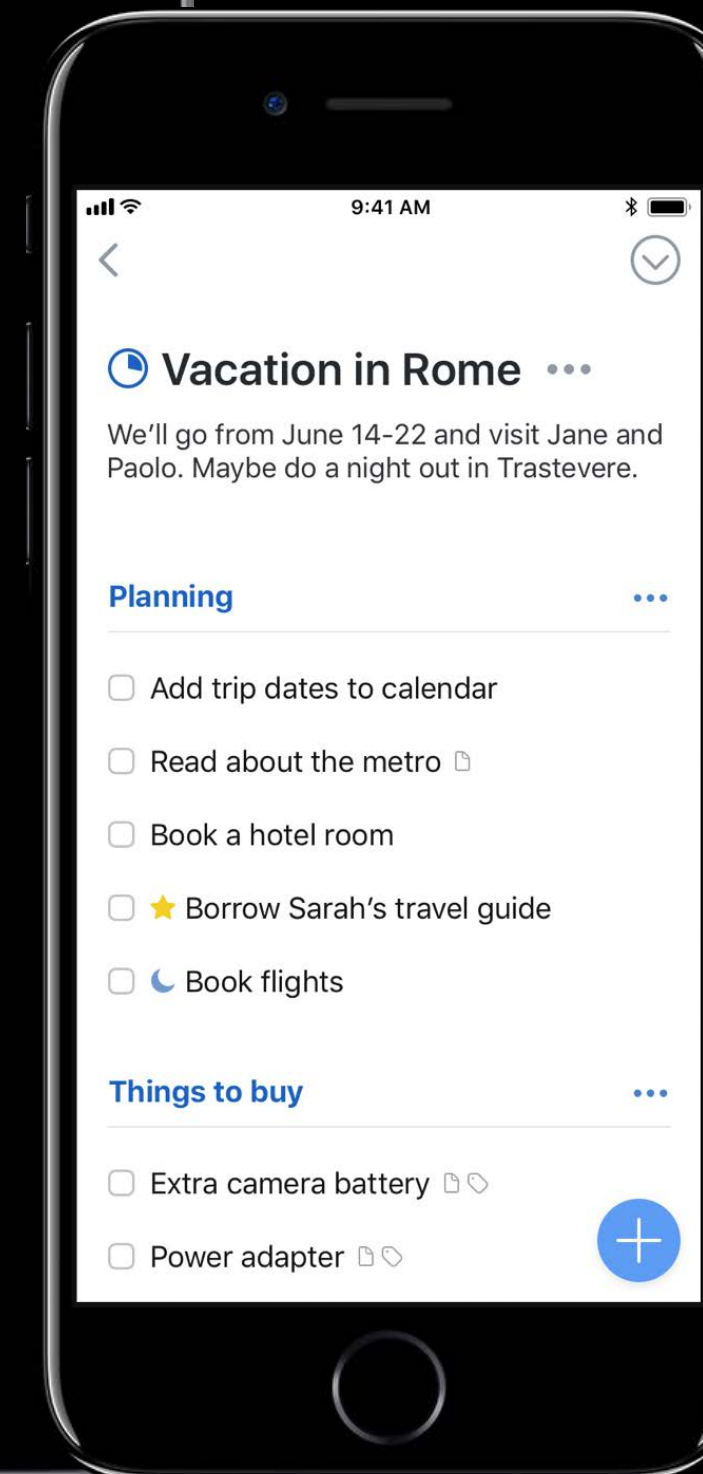 9:41 AM
Vacation in Rome
We’ll go from June 14-22 and visit Jane and
Paolo. Maybe do a night out in Trastevere.
Planning
Add trip dates to calendar
Read about the metro
Book a hotel room
Borrow Sarah’s travel guide
Book flights
Things to buy
Extra camera battery
Power adapter